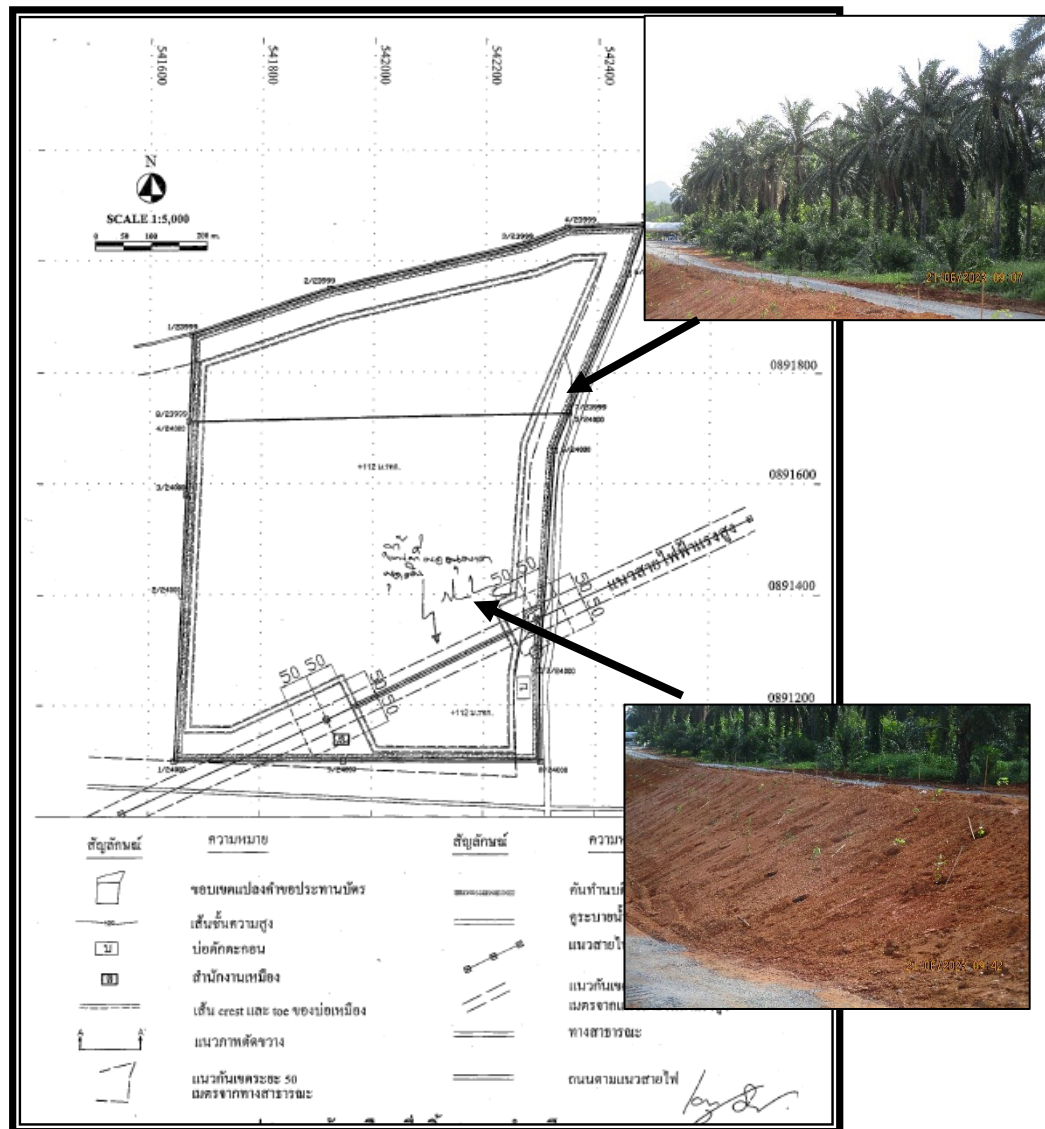 541600
541800
542000
542200
542400
N
SCALE 1:5,000
0 50 100 200 m.
4/23999
3/23999
2/23999
1/23999
21/06/2023 09:07
0891800
8/23999
4/24000
7/23999
5/24000
+112 ม.รทก.
3/24000
0891600
แนวสายไฟฟ้าแรงสูง
50 50
50 50
2/24000
0891400
50 50
50 50
บ
0891200
+112 ม.รทก.
ส
1/24000
21/06/2023 09:42
สัญลักษณ์
ความหมาย
สัญลักษณ์
ขอบเขตแปลงคำขอประทานบัตร
เส้นชั้นความสูง
บ
บ่อดักตะกอน
ส
สำนักงานเหมือง
เส้น crest และ toe ของบ่อเหมือง
A A'
แนวภาพตัดขวาง
แนวกันเขตระยะ 50
เมตรจากทางสาธารณะ
ทางสาธารณะ
ถนนตามแนวสายไฟ